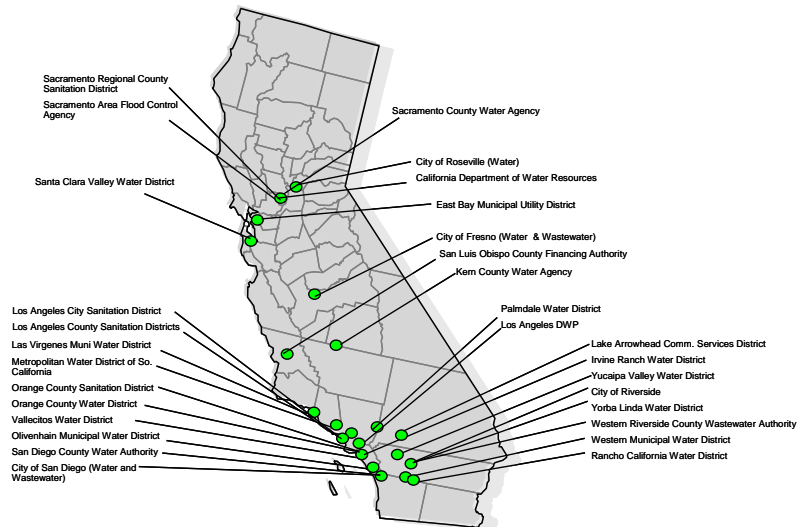 Sacramento Regional County
Sanitation District
Sacramento Area Flood Control
Agency
Sacramento County Water Agency
City of Roseville (Water)
California Department of Water Resources
Santa Clara Valley Water District
East Bay Municipal Utility District
City of Fresno (Water & Wastewater)
San Luis Obispo County Financing Authority
Kern County Water Agency
Los Angeles City Sanitation District
Los Angeles County Sanitation Districts
Las Virgenes Muni Water District
Metropolitan Water District of So.
California
Orange County Sanitation District
Orange County Water District
Vallecitos Water District
Olivenhain Municipal Water District
San Diego County Water Authority
City of San Diego (Water and
Wastewater)
Palmdale Water District
Los Angeles DWP
Lake Arrowhead Comm. Services District
Irvine Ranch Water District
Yucaipa Valley Water District
City of Riverside
Yorba Linda Water District
Western Riverside County Wastewater Authority
Western Municipal Water District
Rancho California Water District